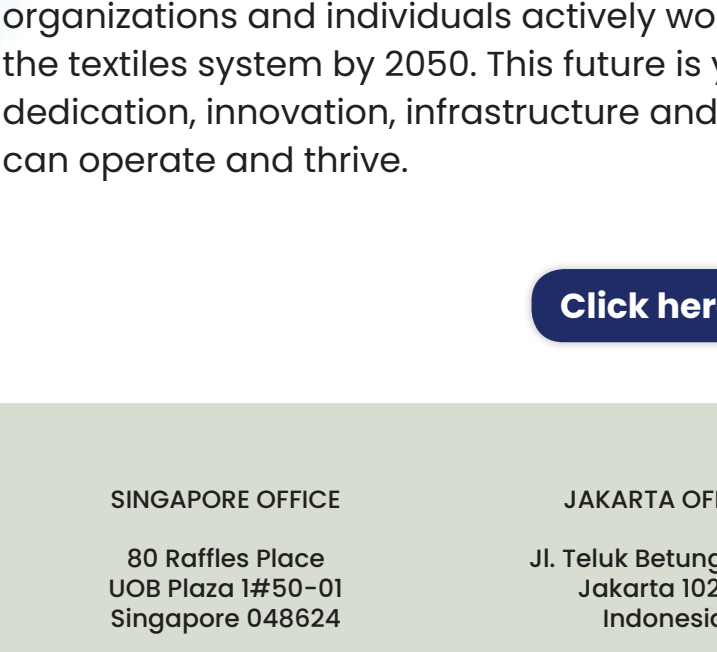 organizations and individuals actively wo
the textiles system by 2050. This future is y
dedication, innovation, infrastructure and
can operate and thrive.
Click her
SINGAPORE OFFICE
80 Raffles Place
UOB Plaza 1#50-01
Singapore 048624
JAKARTA OF
Jl. Teluk Betung
Jakarta 102
Indonesia